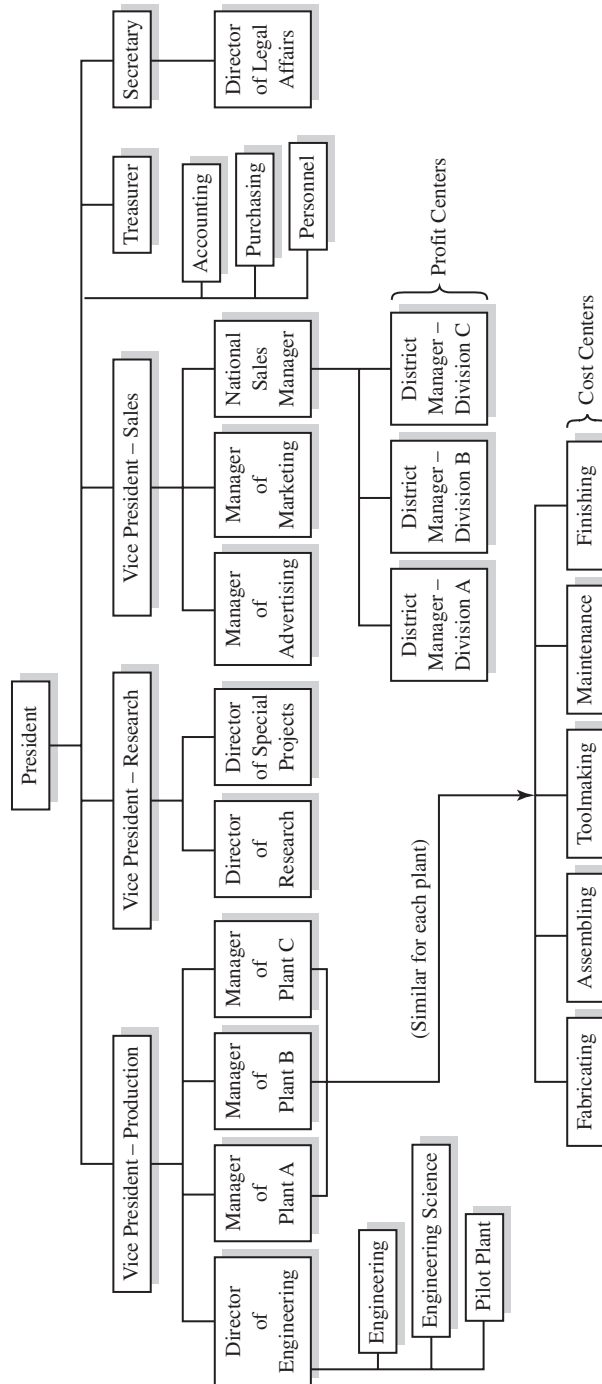 President
Vice President – Production
Vice President – Research
Vice President – Sales
Treasurer
Secretary
Director
of
Engineering
Manager
of
Plant A
Manager
of
Plant B
Manager
of
Plant C
Director
of
Research
Director
of Special
Projects
Manager
of
Advertising
Manager
of
Marketing
National
Sales
Manager
Accounting
Purchasing
Personnel
Director
of Legal
Affairs
Engineering
Engineering Science
Pilot Plant
(Similar for each plant)
District
Manager –
Division A
District
Manager –
Division B
District
Manager –
Division C
Profit Centers
Fabricating
Assembling
Toolmaking
Maintenance
Finishing
Cost Centers